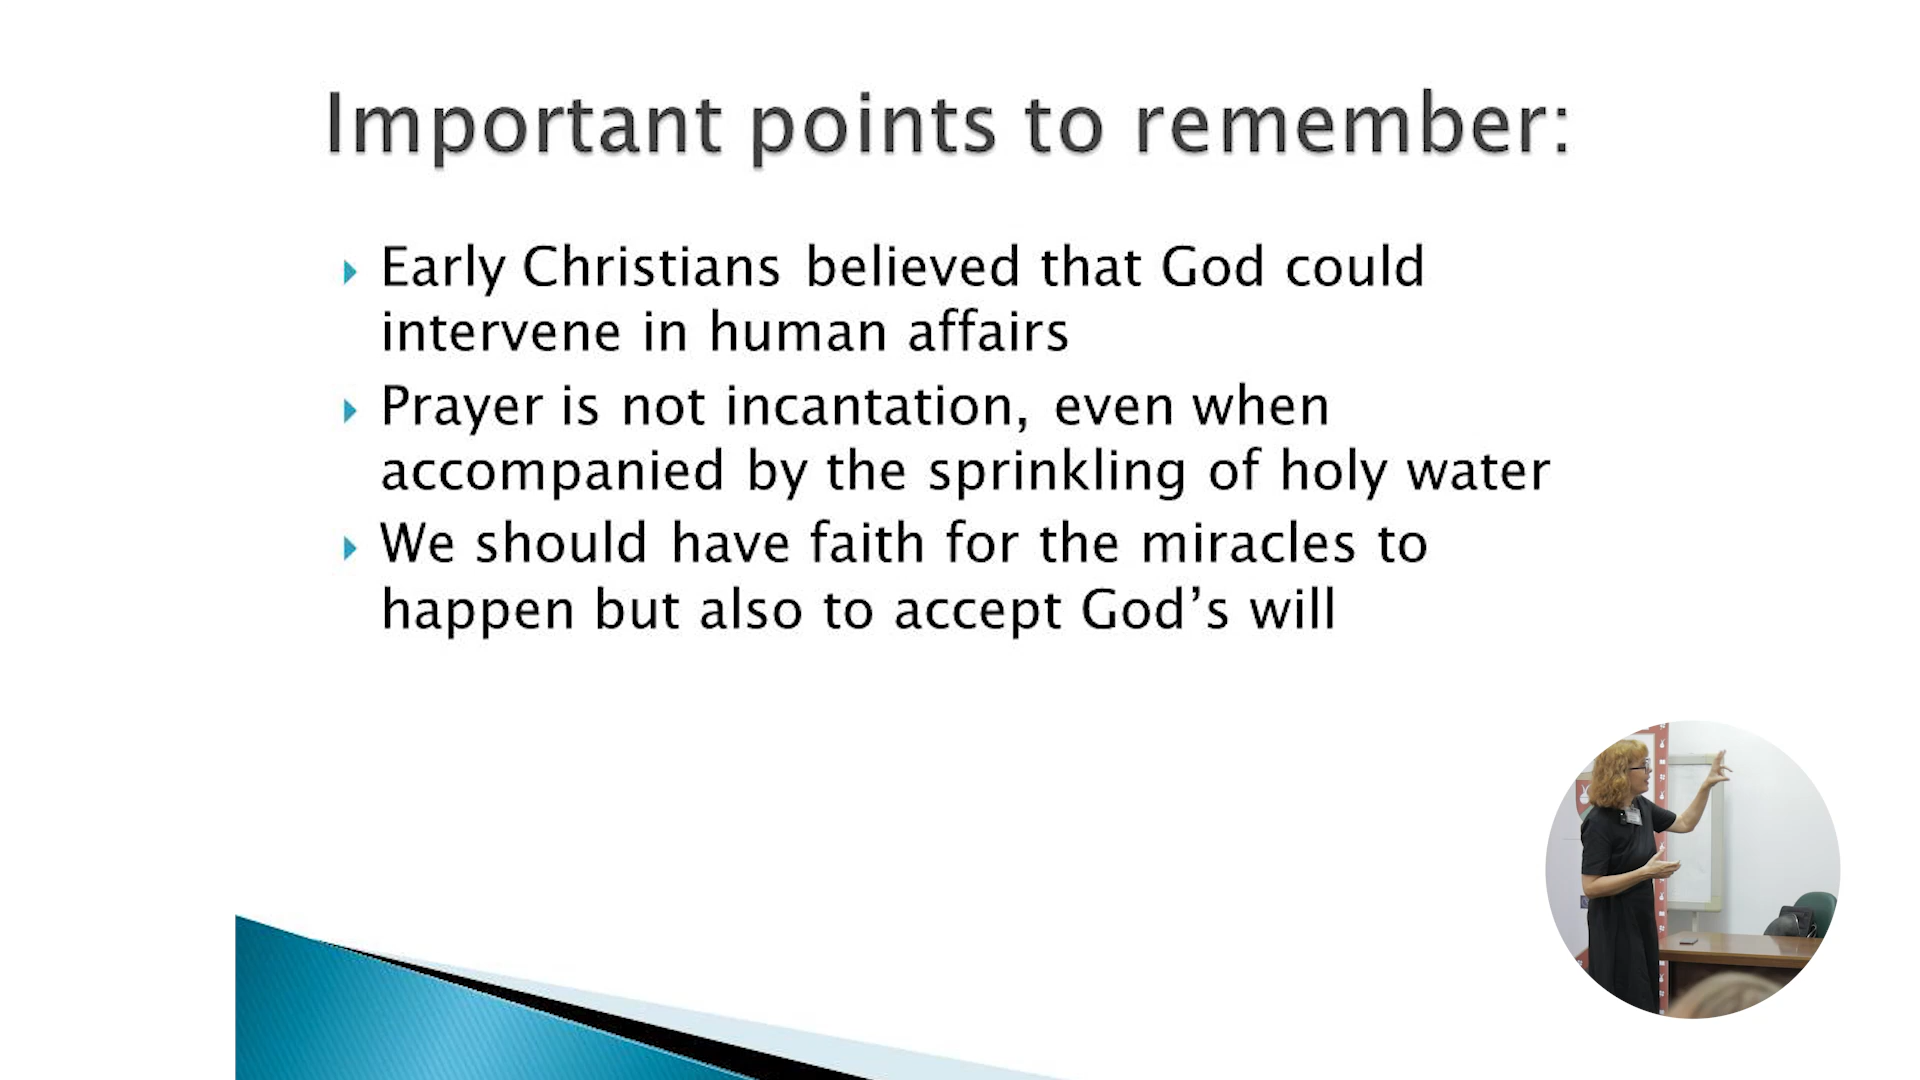 Important points to remember:
Early Christians believed that God could
intervene in human affairs
Prayer is not incantation, even when
accompanied by the sprinkling of holy water
We should have faith for the miracles to
happen but also to accept God’s will